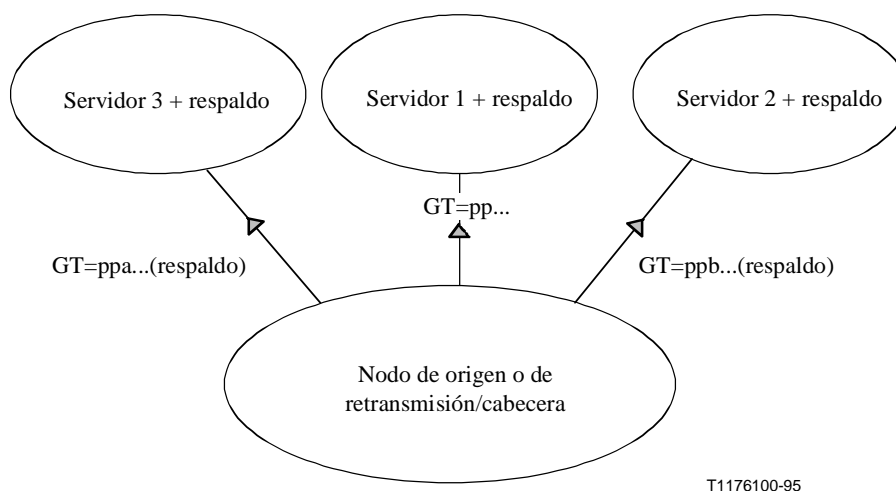 Servidor 3 + respaldo
Servidor 1 + respaldo
Servidor 2 + respaldo
GT=pp...
GT=ppa...(respaldo)
GT=ppb...(respaldo)
Nodo de origen o de
retransmisión/cabecera
T1176100-95